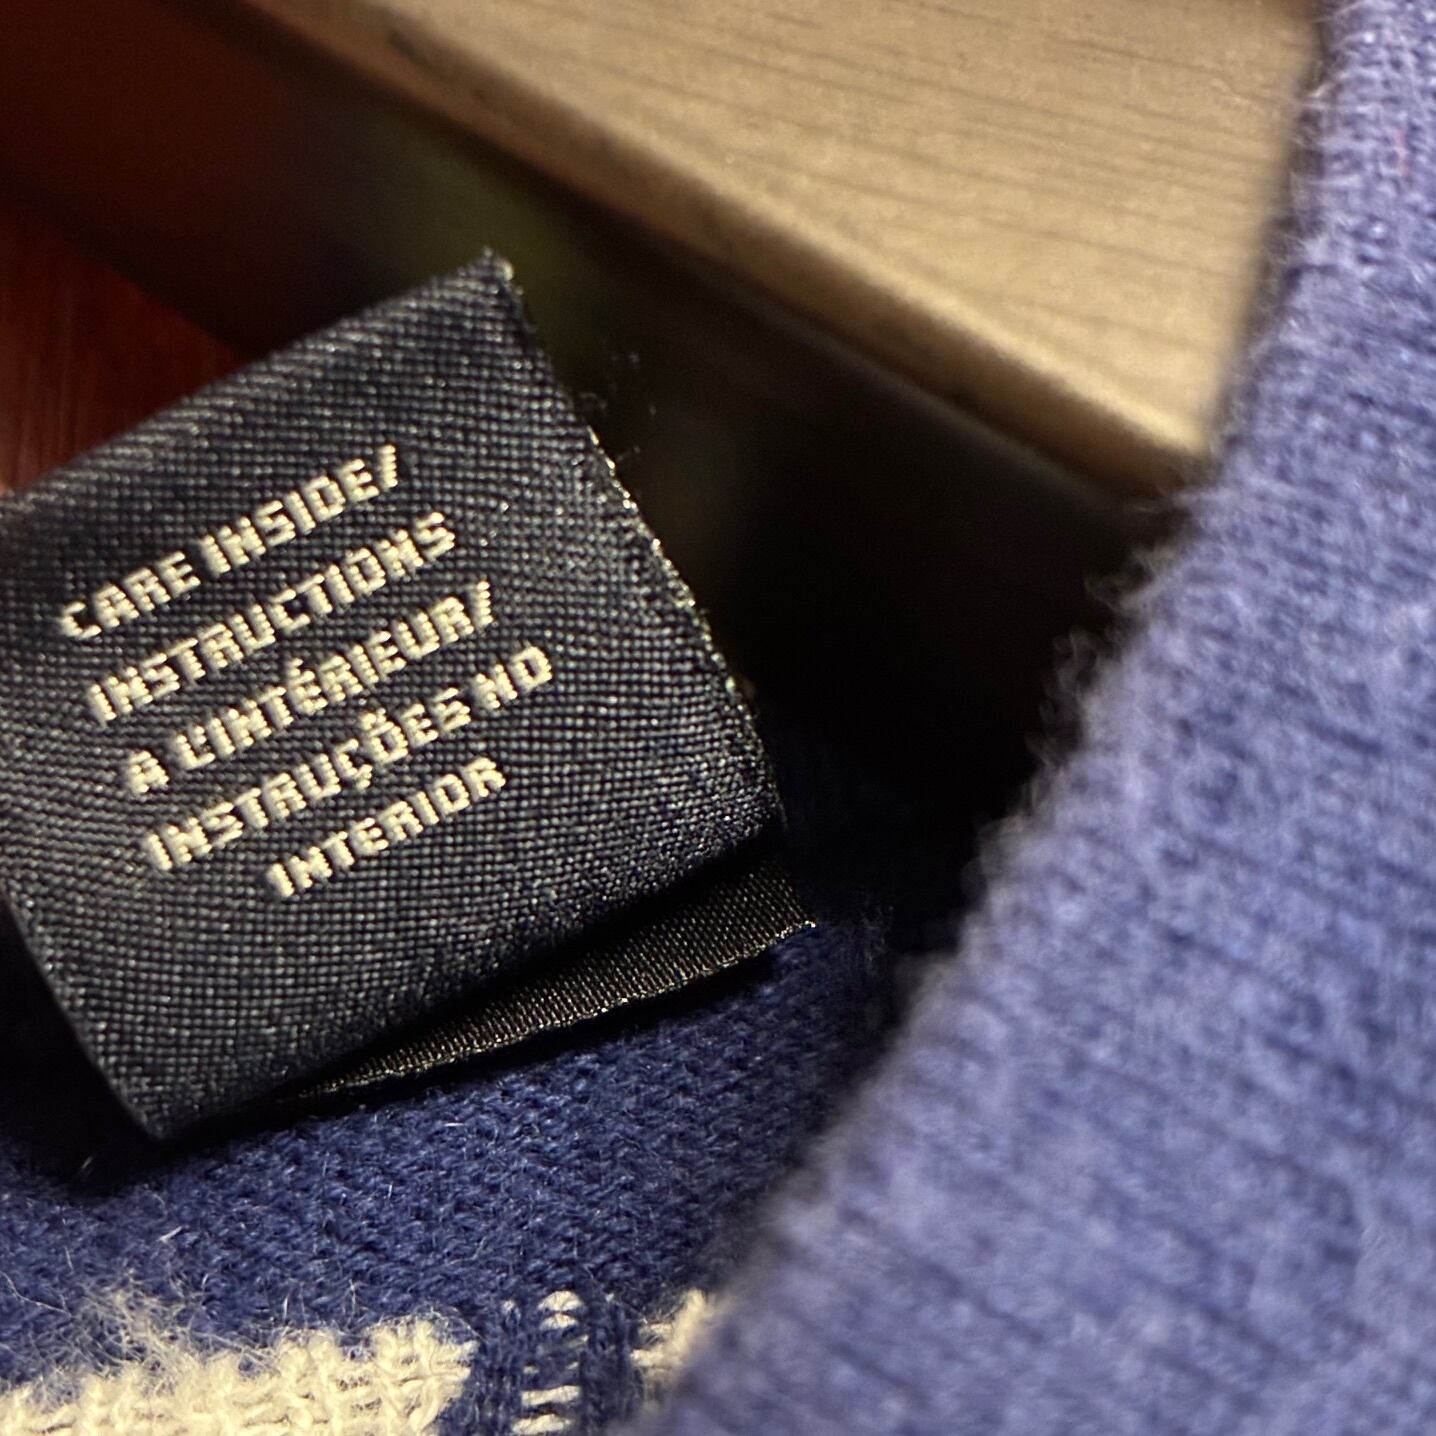 CARE INSIDE/
INSTRUCTIONS
À L'INTÉRIEUR/
INSTRUÇÕES NO
INTERIOR